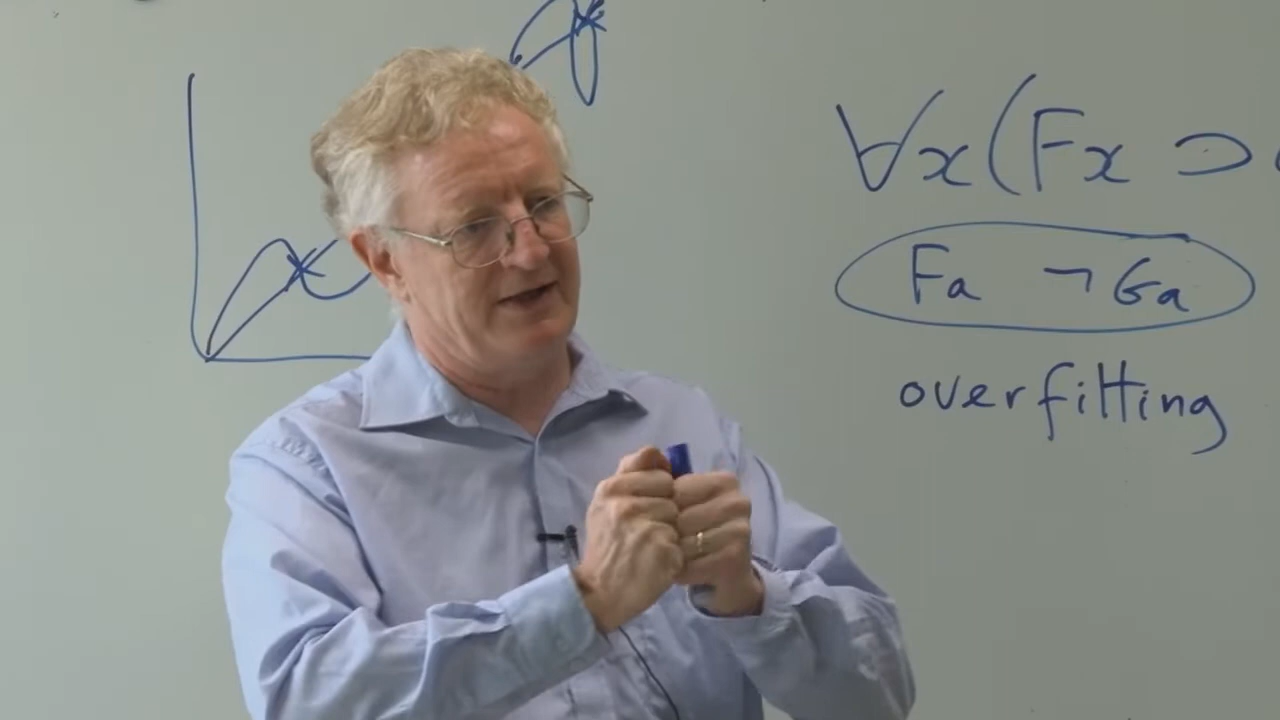 ∀x(Fx ⊃
Fa ¬Ga
overfitting